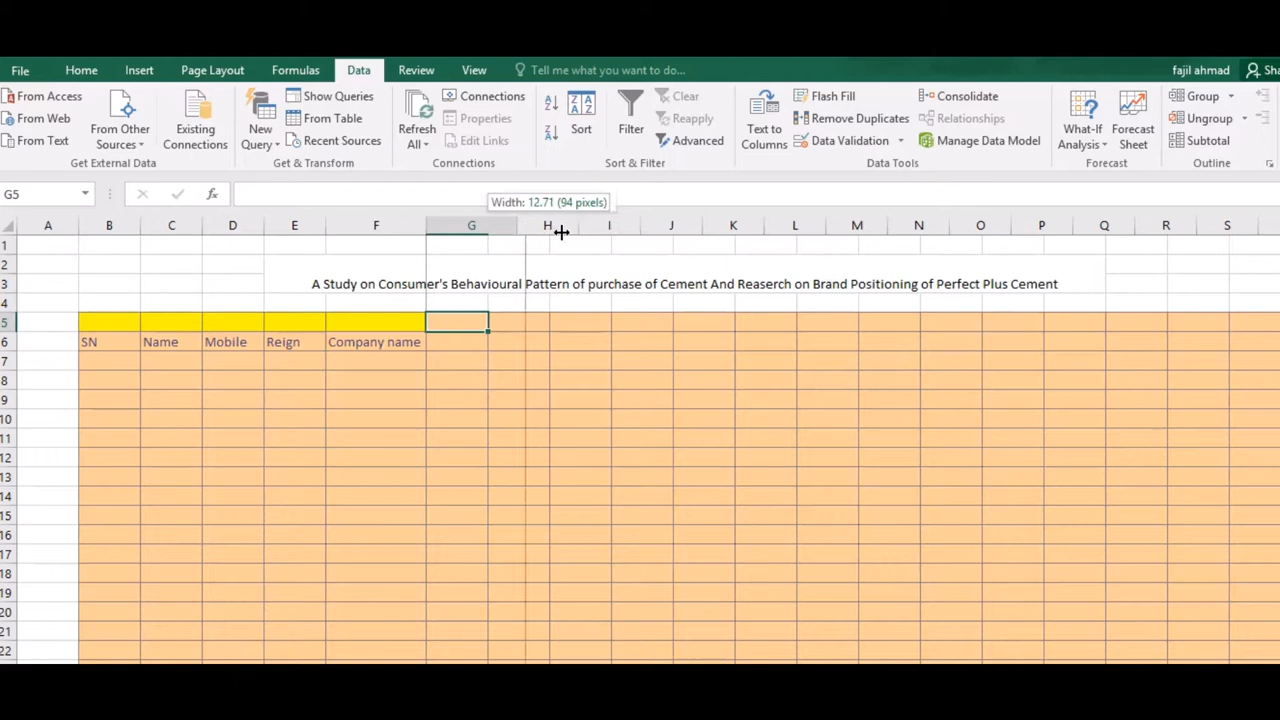 File Home Insert Page Layout Formulas Data Review View Tell me what you want to do... fajil ahmad Sha
From Access
From Web
From Text
From Other
Sources
Existing
Connections
Get External Data
New
Query
Show Queries
From Table
Recent Sources
Get & Transform
Refresh
All
Connections
Properties
Edit Links
Connections
Sort
Filter
Clear
Reapply
Advanced
Sort & Filter
Text to
Columns
Flash Fill
Remove Duplicates
Data Validation
Consolidate
Relationships
Manage Data Model
Data Tools
What-If
Analysis
Forecast
Sheet
Forecast
Group
Ungroup
Subtotal
Outline
G5 fx
Width: 12.71 (94 pixels)
A B C D E F G H I J K L M N O P Q R S
1
2
3 A Study on Consumer's Behavioural Pattern of purchase of Cement And Reaserch on Brand Positioning of Perfect Plus Cement
4
5
6 SN Name Mobile Reign Company name
7
8
9
10
11
12
13
14
15
16
17
18
19
20
21
22